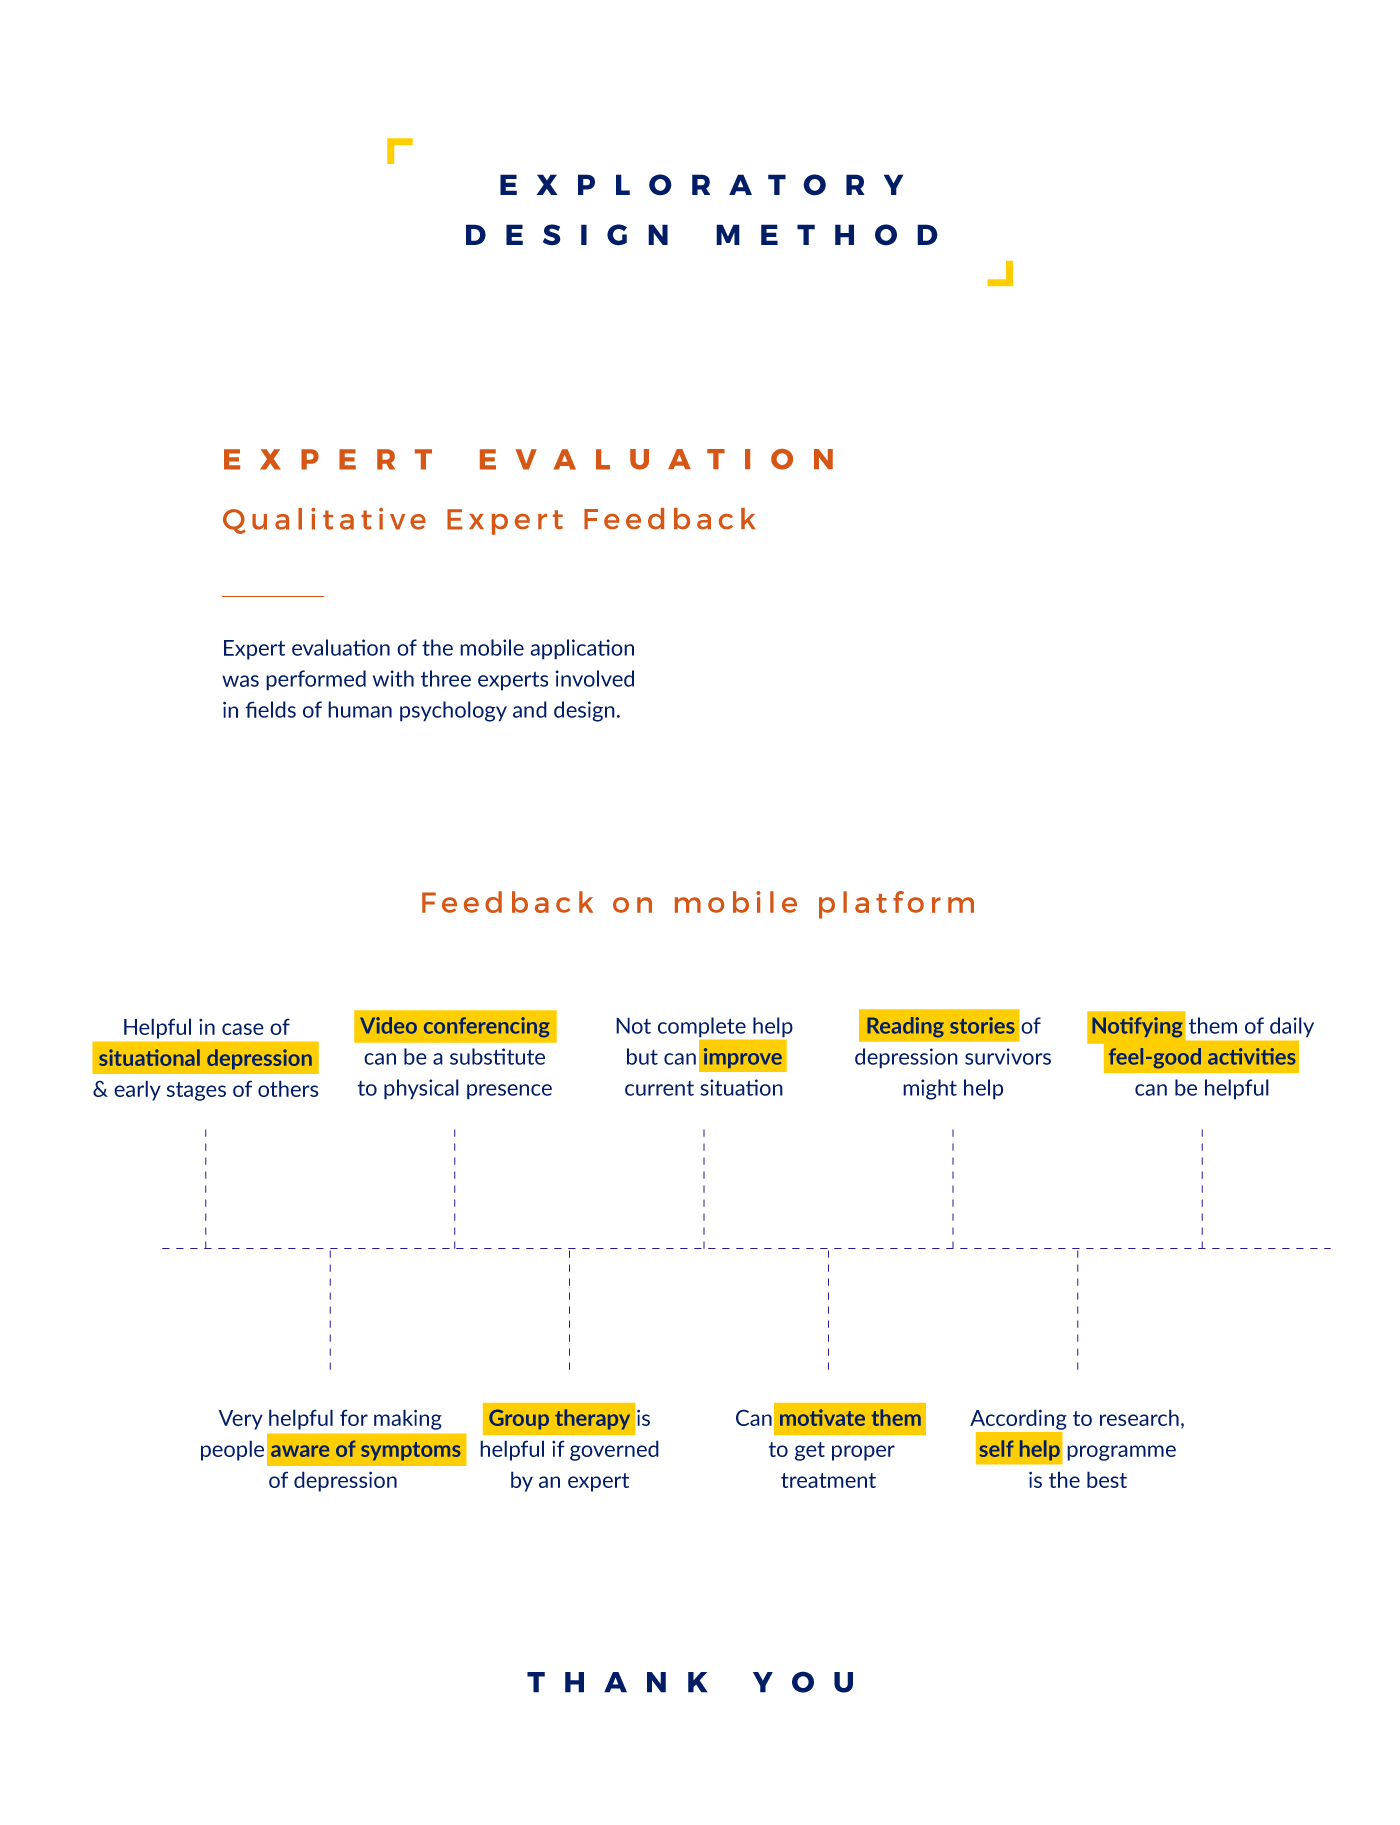 EXPLORATORY
DESIGN METHOD
EXPERT EVALUATION
Qualitative Expert Feedback
Expert evaluation of the mobile application
was performed with three experts involved
in fields of human psychology and design.
Feedback on mobile platform
Helpful in case of
situational depression
& early stages of others
Video conferencing
can be a substitute
to physical presence
Not complete help
but can improve
current situation
Reading stories of
depression survivors
might help
Notifying them of daily
feel-good activities
can be helpful
Very helpful for making
people aware of symptoms
of depression
Group therapy is
helpful if governed
by an expert
Can motivate them
to get proper
treatment
According to research,
self help programme
is the best
THANK YOU